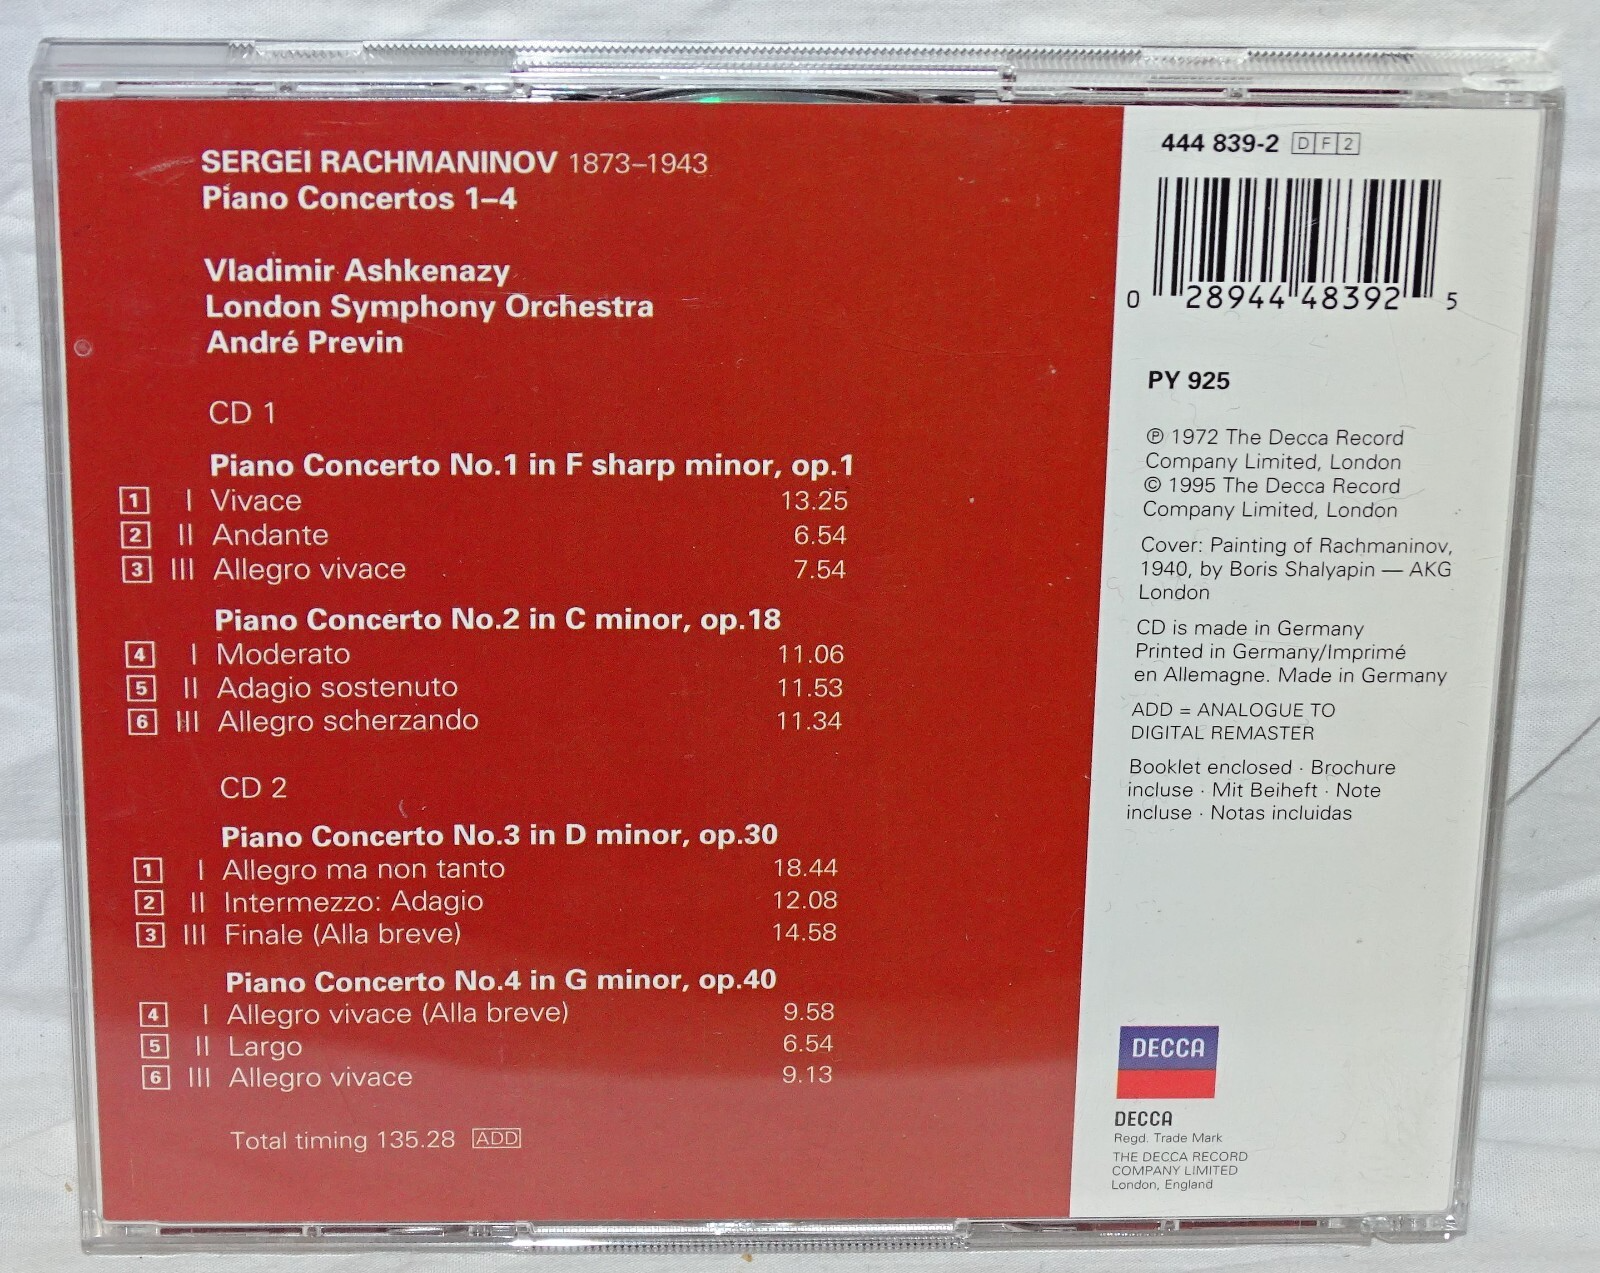 SERGEI RACHMANINOV 1873–1943
Piano Concertos 1–4
Vladimir Ashkenazy
London Symphony Orchestra
André Previn
CD 1
Piano Concerto No.1 in F sharp minor, op.1
1 I Vivace 13.25
2 II Andante 6.54
3 III Allegro vivace 7.54
Piano Concerto No.2 in C minor, op.18
4 I Moderato 11.06
5 II Adagio sostenuto 11.53
6 III Allegro scherzando 11.34
CD 2
Piano Concerto No.3 in D minor, op.30
1 I Allegro ma non tanto 18.44
2 II Intermezzo: Adagio 12.08
3 III Finale (Alla breve) 14.58
Piano Concerto No.4 in G minor, op.40
4 I Allegro vivace (Alla breve) 9.58
5 II Largo 6.54
6 III Allegro vivace 9.13
Total timing 135.28 ADD
444 839-2 D F 2
0 28944 48392 5
PY 925
℗ 1972 The Decca Record
Company Limited, London
© 1995 The Decca Record
Company Limited, London
Cover: Painting of Rachmaninov,
1940, by Boris Shalyapin — AKG
London
CD is made in Germany
Printed in Germany/Imprimé
en Allemagne. Made in Germany
ADD = ANALOGUE TO
DIGITAL REMASTER
Booklet enclosed · Brochure
incluse · Mit Beiheft · Note
incluse · Notas incluidas
DECCA
DECCA
Regd. Trade Mark
THE DECCA RECORD
COMPANY LIMITED
London, England